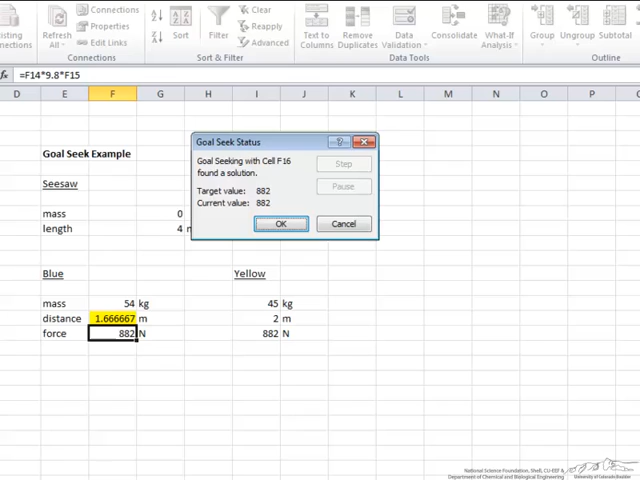 Connections
Properties
Edit Links
Refresh
All
Connections
Sort
Filter
Clear
Reapply
Advanced
Sort & Filter
Text to
Columns
Remove
Duplicates
Data
Validation
Consolidate
What-If
Analysis
Data Tools
Group
Ungroup
Subtotal
Outline
fx =F14*9.8*F15
D E F G H I J K L M N O P
Goal Seek Example
Seesaw
mass 0
length 4
Goal Seek Status
Goal Seeking with Cell F16
found a solution.
Target value: 882
Current value: 882
Step
Pause
OK
Cancel
Blue Yellow
mass 54 kg 45 kg
distance 1.666667 m 2 m
force 882 N 882 N
National Science Foundation, Shell, CU-EEF &
Department of Chemical and Biological Engineering
University of Colorado Boulder